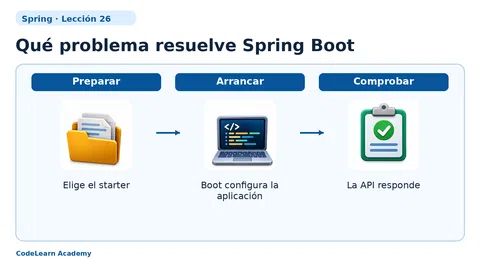 Spring · Lección 26
Qué problema resuelve Spring Boot
Preparar
Arrancar
Comprobar
</>
Elige el starter
Boot configura la
aplicación
La API responde
CodeLearn Academy